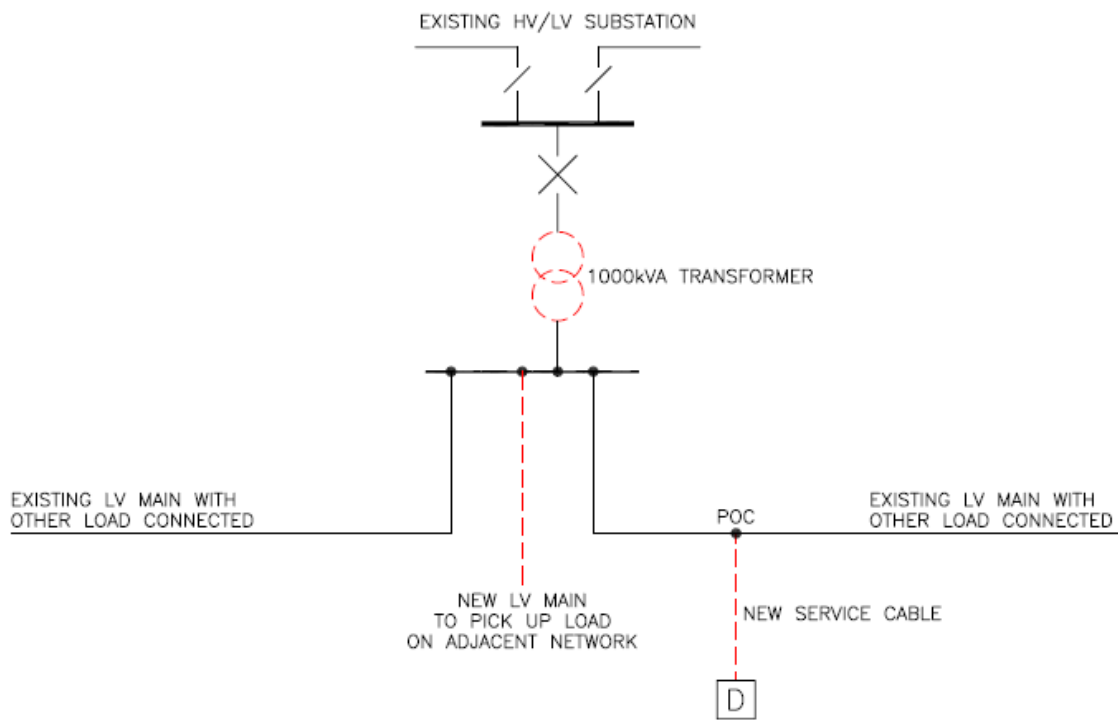 EXISTING HV/LV SUBSTATION
1000kVA TRANSFORMER
EXISTING LV MAIN WITH
OTHER LOAD CONNECTED
POC
EXISTING LV MAIN WITH
OTHER LOAD CONNECTED
NEW LV MAIN
TO PICK UP LOAD
ON ADJACENT NETWORK
NEW SERVICE CABLE
D